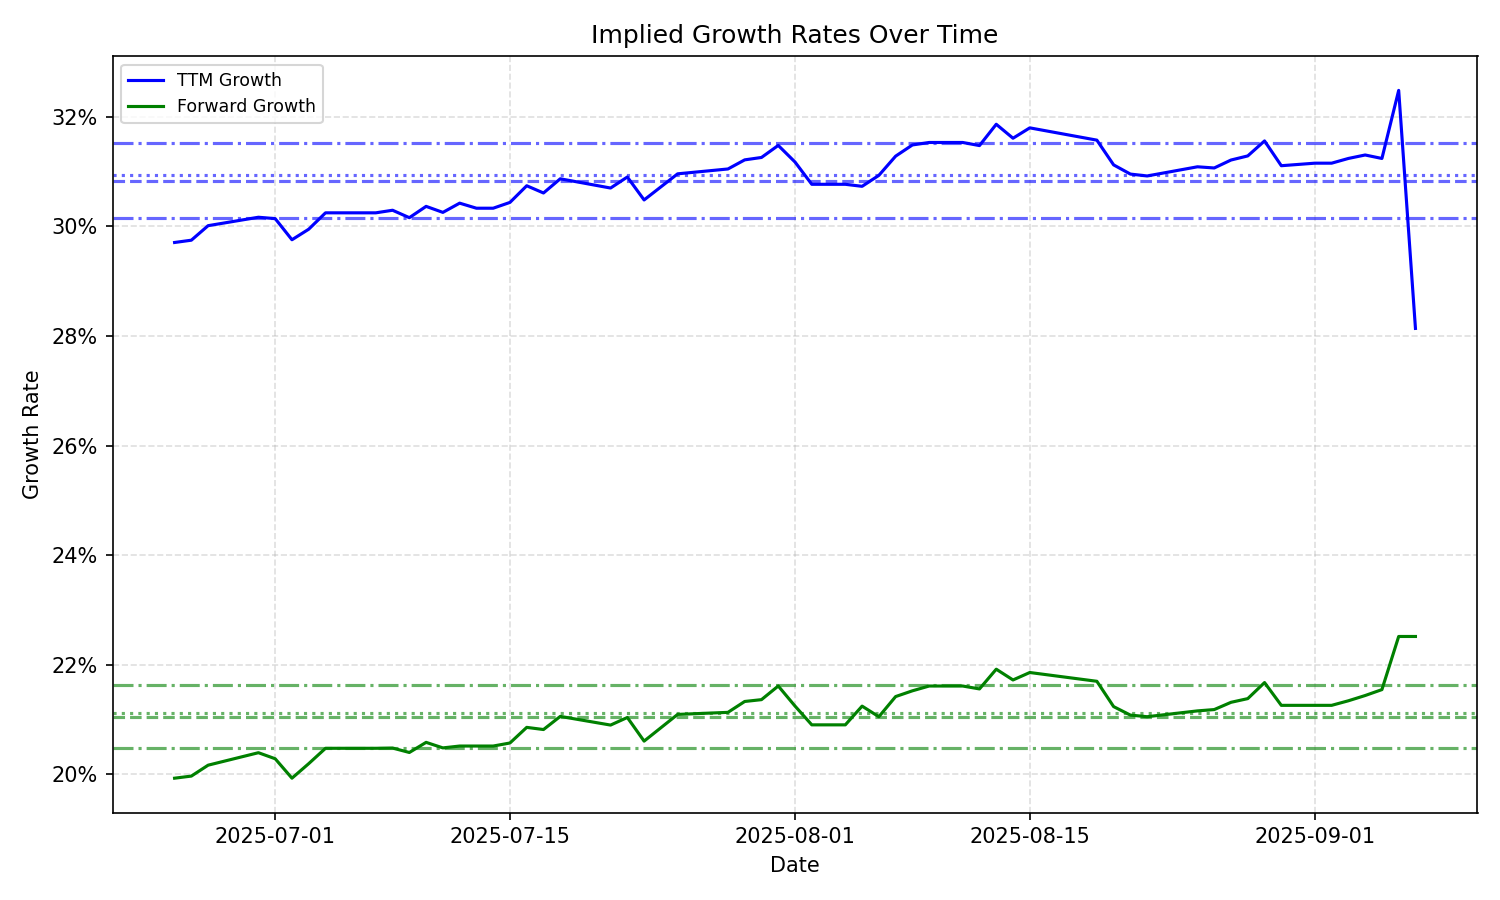 Implied Growth Rates Over Time
TTM Growth
Forward Growth
32%
30%
28%
26%
24%
22%
20%
Growth Rate
2025-07-01
2025-07-15
2025-08-01
2025-08-15
2025-09-01
Date